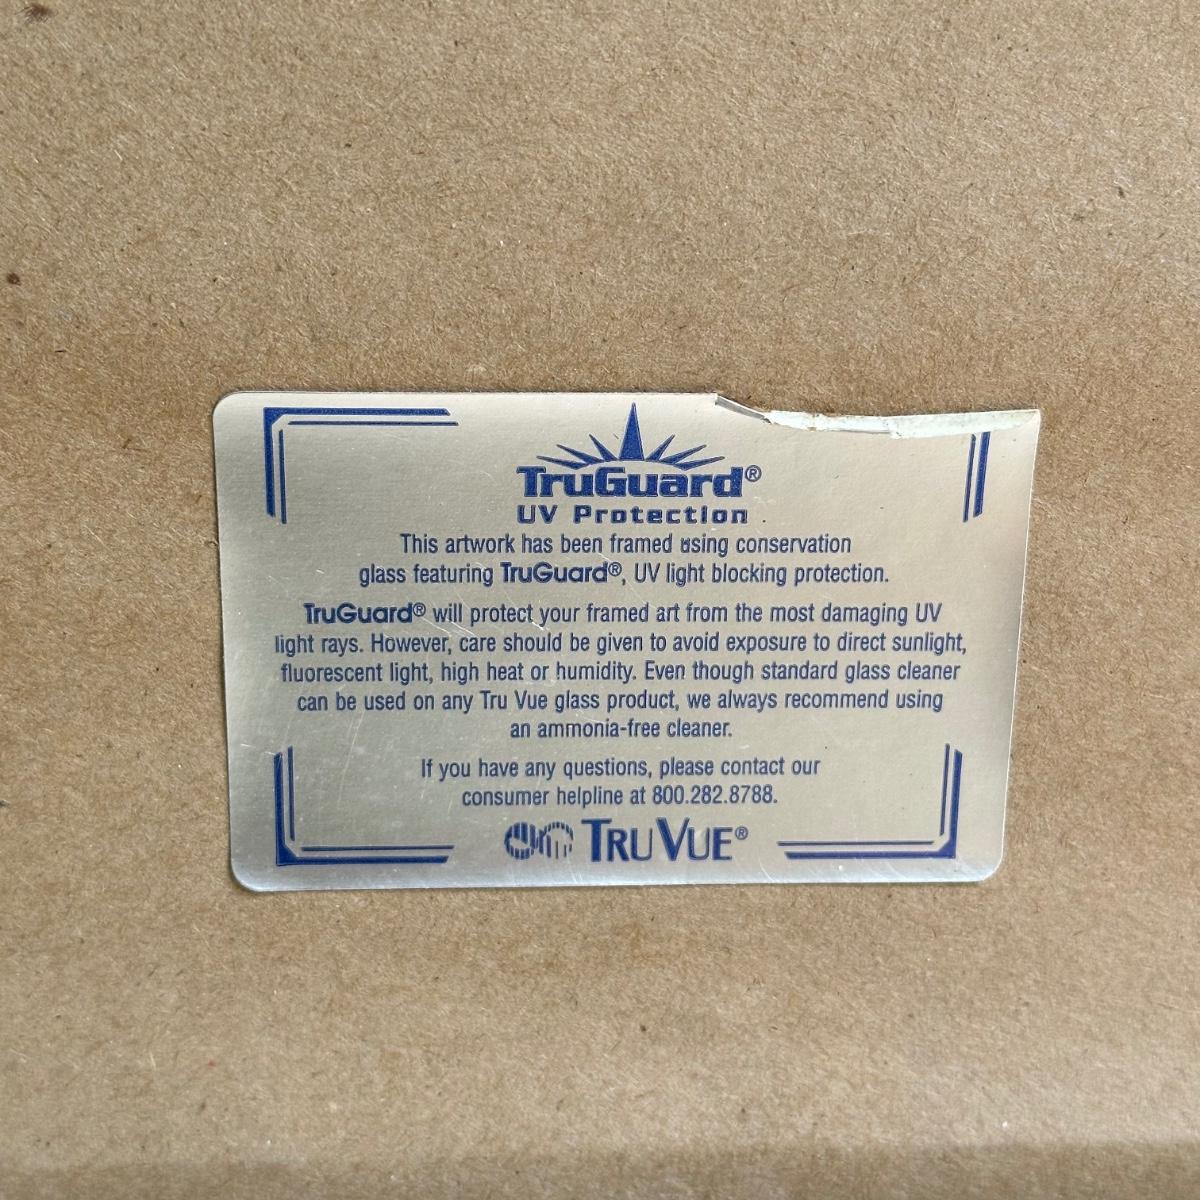 TruGuard®
UV Protection
This artwork has been framed using conservation
glass featuring TruGuard®, UV light blocking protection.
TruGuard® will protect your framed art from the most damaging UV
light rays. However, care should be given to avoid exposure to direct sunlight,
fluorescent light, high heat or humidity. Even though standard glass cleaner
can be used on any Tru Vue glass product, we always recommend using
an ammonia-free cleaner.
If you have any questions, please contact our
consumer helpline at 800.282.8788.
TRU VUE®